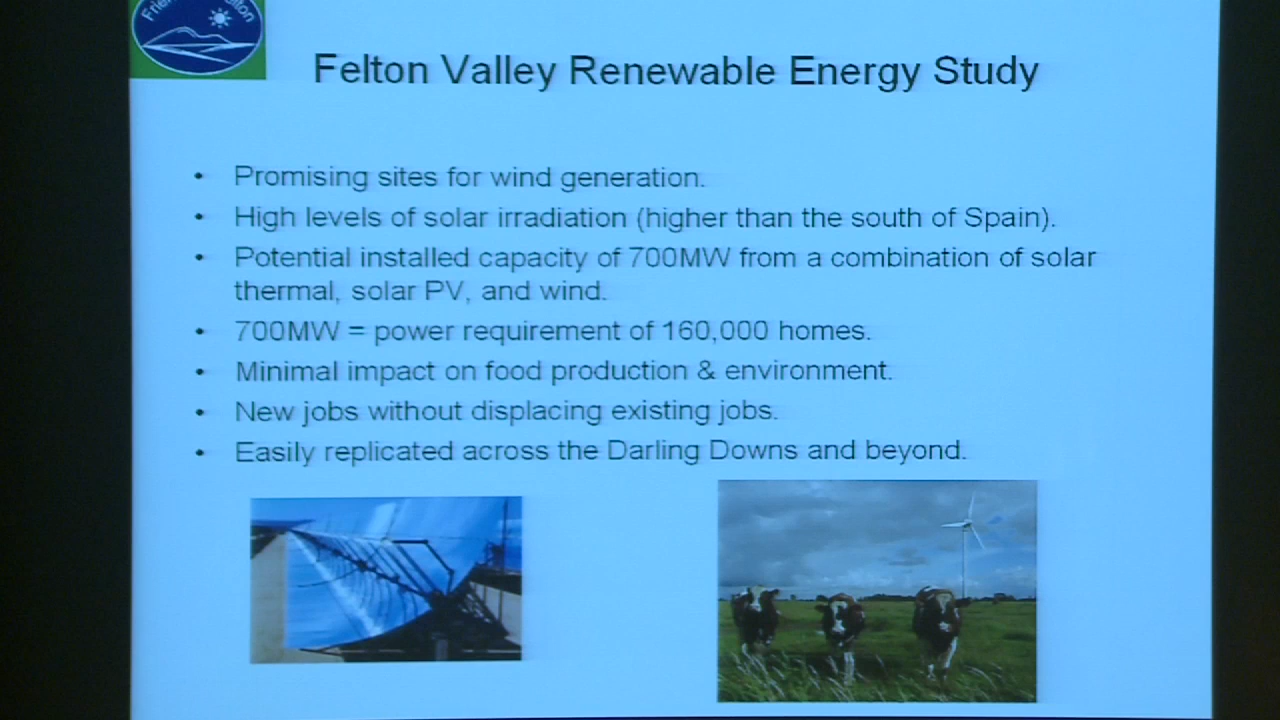 Felton Valley Renewable Energy Study
• Promising sites for wind generation.
• High levels of solar irradiation (higher than the south of Spain).
• Potential installed capacity of 700MW from a combination of solar
thermal, solar PV, and wind.
• 700MW = power requirement of 160,000 homes.
• Minimal impact on food production & environment.
• New jobs without displacing existing jobs.
• Easily replicated across the Darling Downs and beyond.